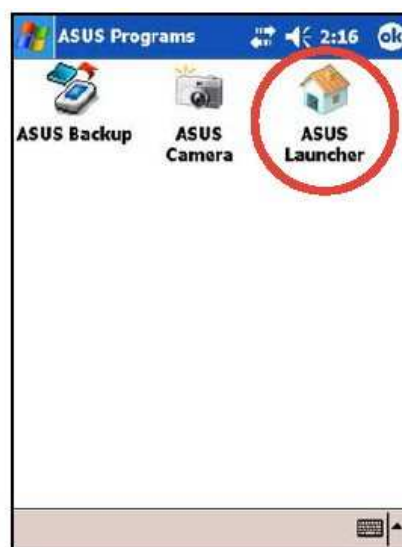 ASUS Programs 2:16 ok
ASUS Backup
ASUS
Camera
ASUS
Launcher